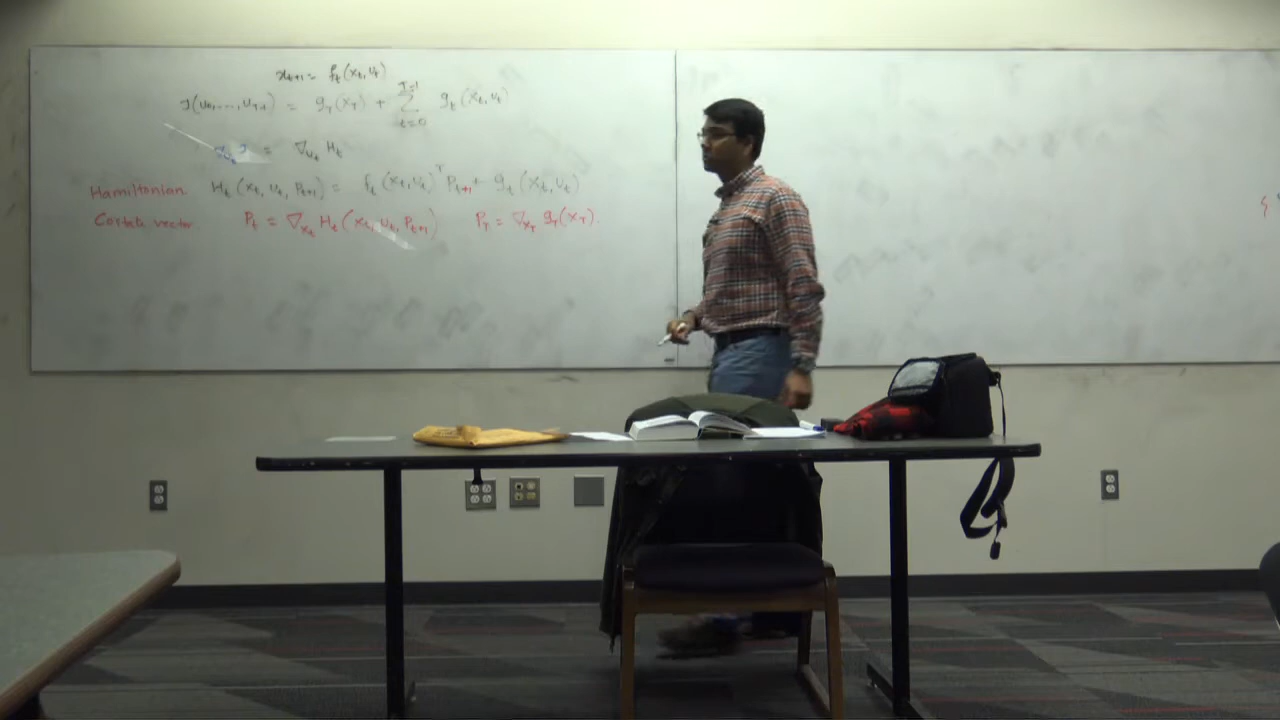 x_{t+1} = f_t(x_t, u_t)
J(u_0, ..., u_{T-1}) = g_T(x_T) + \sum_{t=0}^{T-1} g_t(x_t, u_t)
= ∇_{u_t} H_t
Hamiltonian H_t(x_t, u_t, p_{t+1}) = f_t(x_t, u_t)^T p_{t+1} + g_t(x_t, u_t)
vector P_t = ∇_{x_t} H_t(x_t, u_t, P_{t+1}) P_T = ∇_{x_T} g_T(x_T).